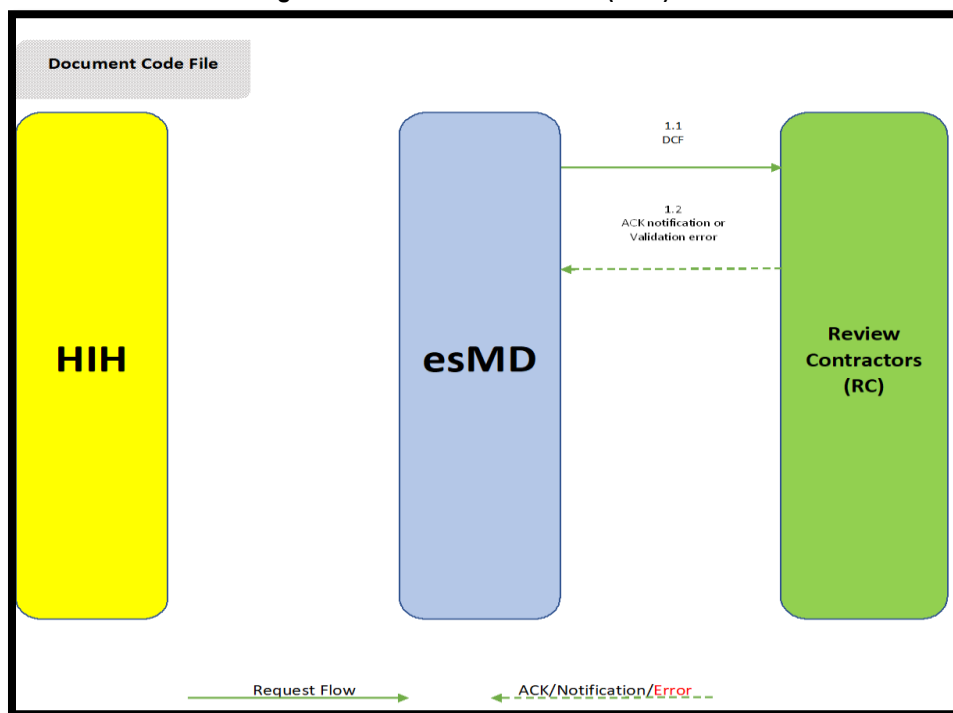 Document Code File
1.1
DCF
1.2
ACK notification or
Validation error
HIH
esMD
Review
Contractors
(RC)
Request Flow
ACK/Notification/Error